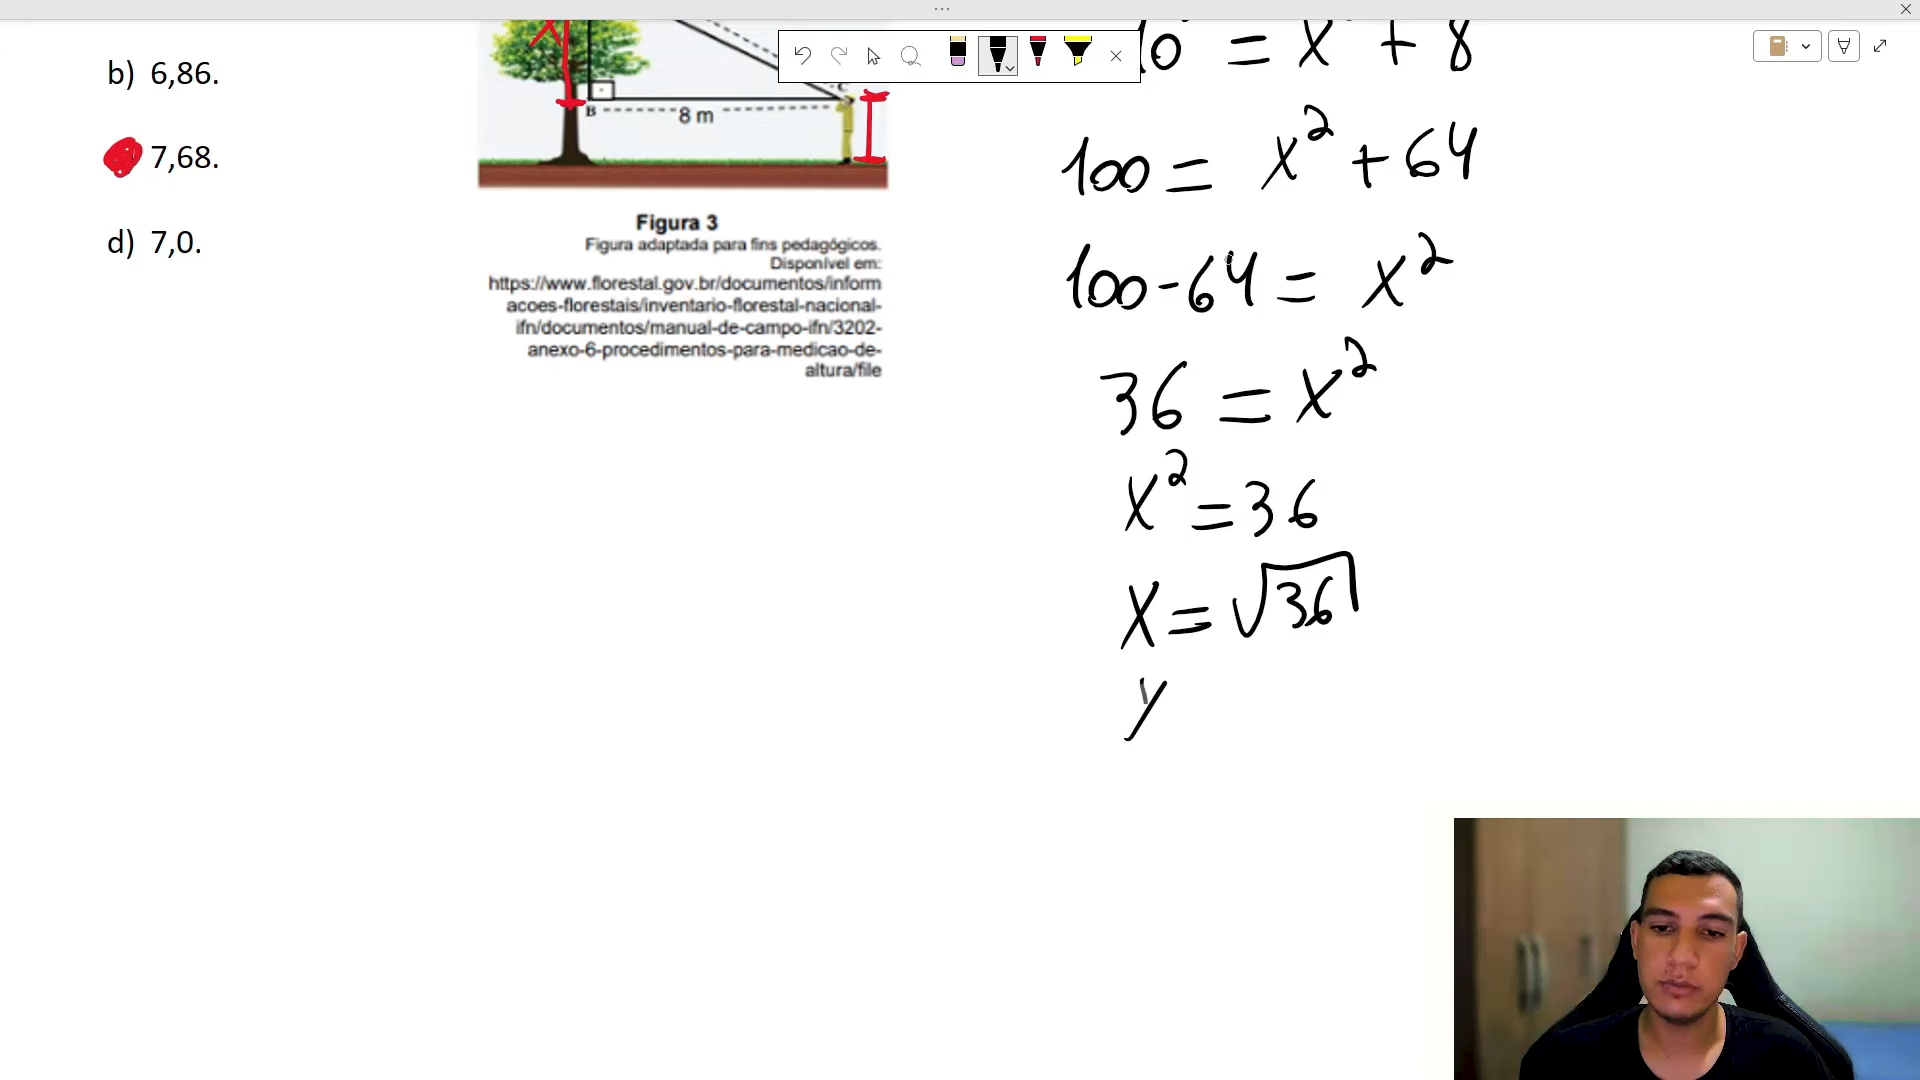 b) 6,86.
7,68.
d) 7,0.
C
B
8 m
X
Figura 3
Figura adaptada para fins pedagógicos.
Disponível em:
https://www.florestal.gov.br/documentos/inform
acoes-florestais/inventario-florestal-nacional-
ifn/documentos/manual-de-campo-ifn/3202-
anexo-6-procedimentos-para-medicao-de-
altura/file
10 = x + 8
100 = x² + 64
100 - 64 = x²
36 = x²
x² = 36
x = √36